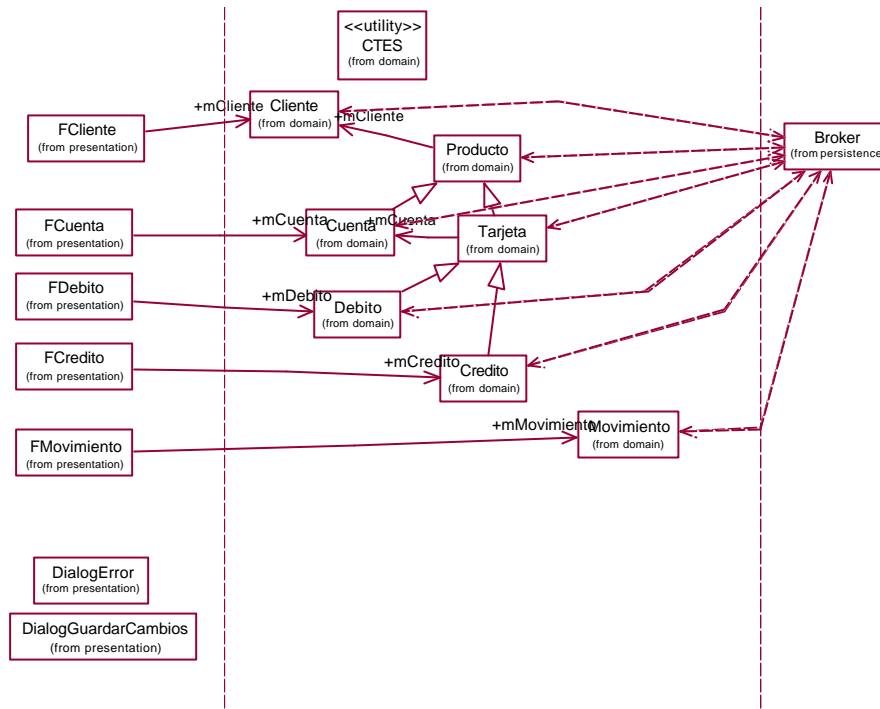 <<utility>>
CTES
(from domain)
+mCliente
Cliente
(from domain)
+mCliente
FCliente
(from presentation)
Producto
(from domain)
Broker
(from persistence)
FCuenta
(from presentation)
+mCuenta
Cuenta
(from domain)
+mCuenta
Tarjeta
(from domain)
FDebito
(from presentation)
+mDebito
Debito
(from domain)
FCredito
(from presentation)
+mCredito
Credito
(from domain)
FMovimiento
(from presentation)
+mMovimiento
Movimiento
(from domain)
DialogError
(from presentation)
DialogGuardarCambios
(from presentation)